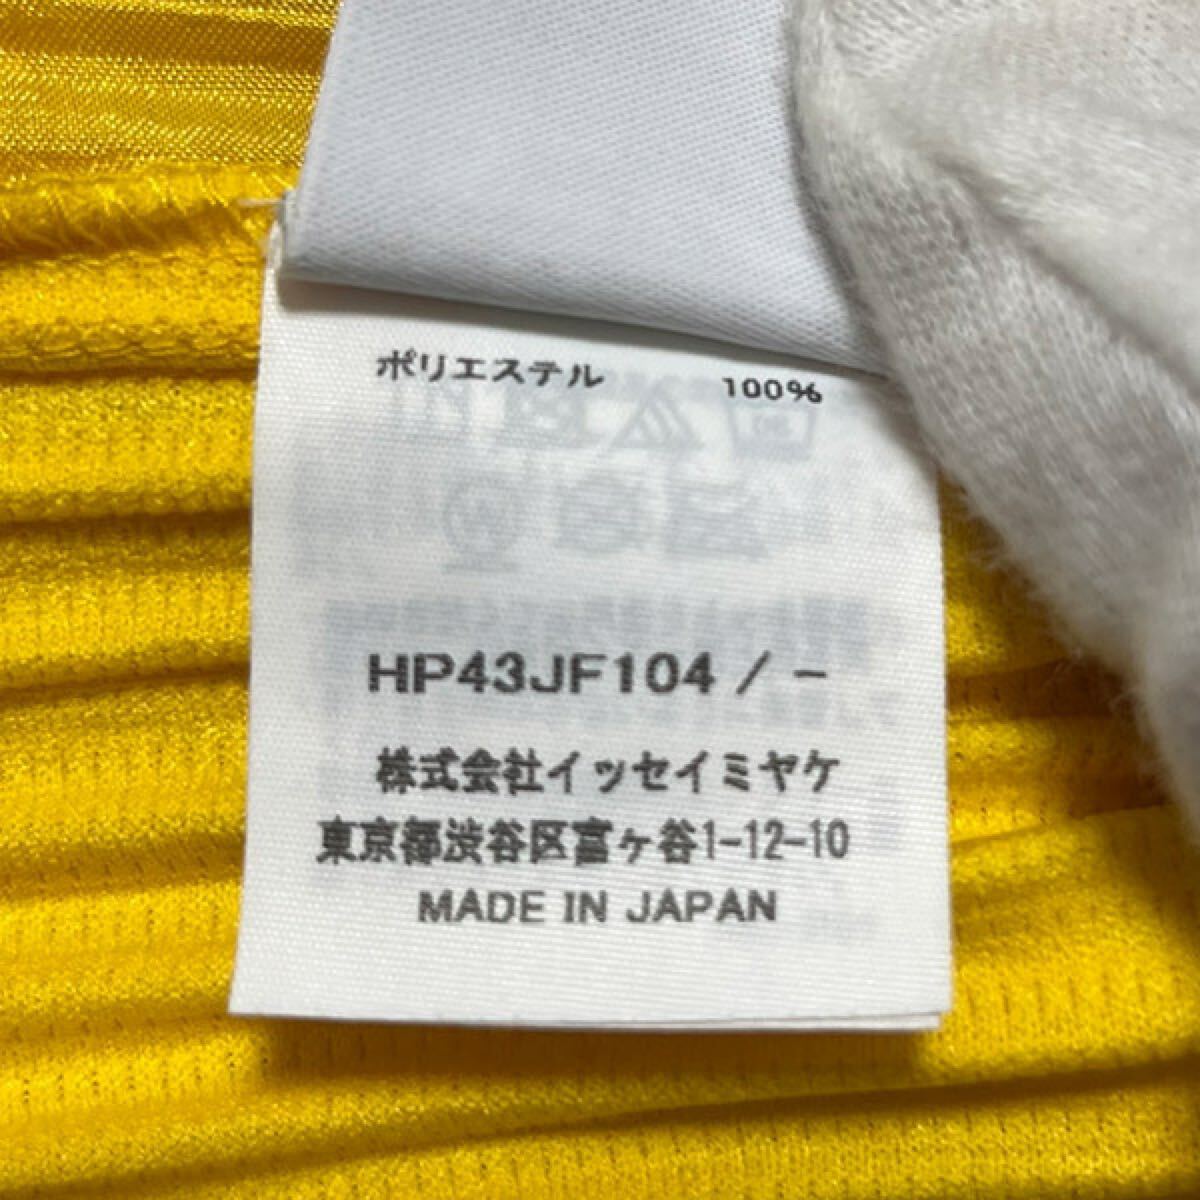 ポリエステル 100%
HP43JF104 / -
株式会社イッセイミヤケ
東京都渋谷区富ヶ谷1-12-10
MADE IN JAPAN